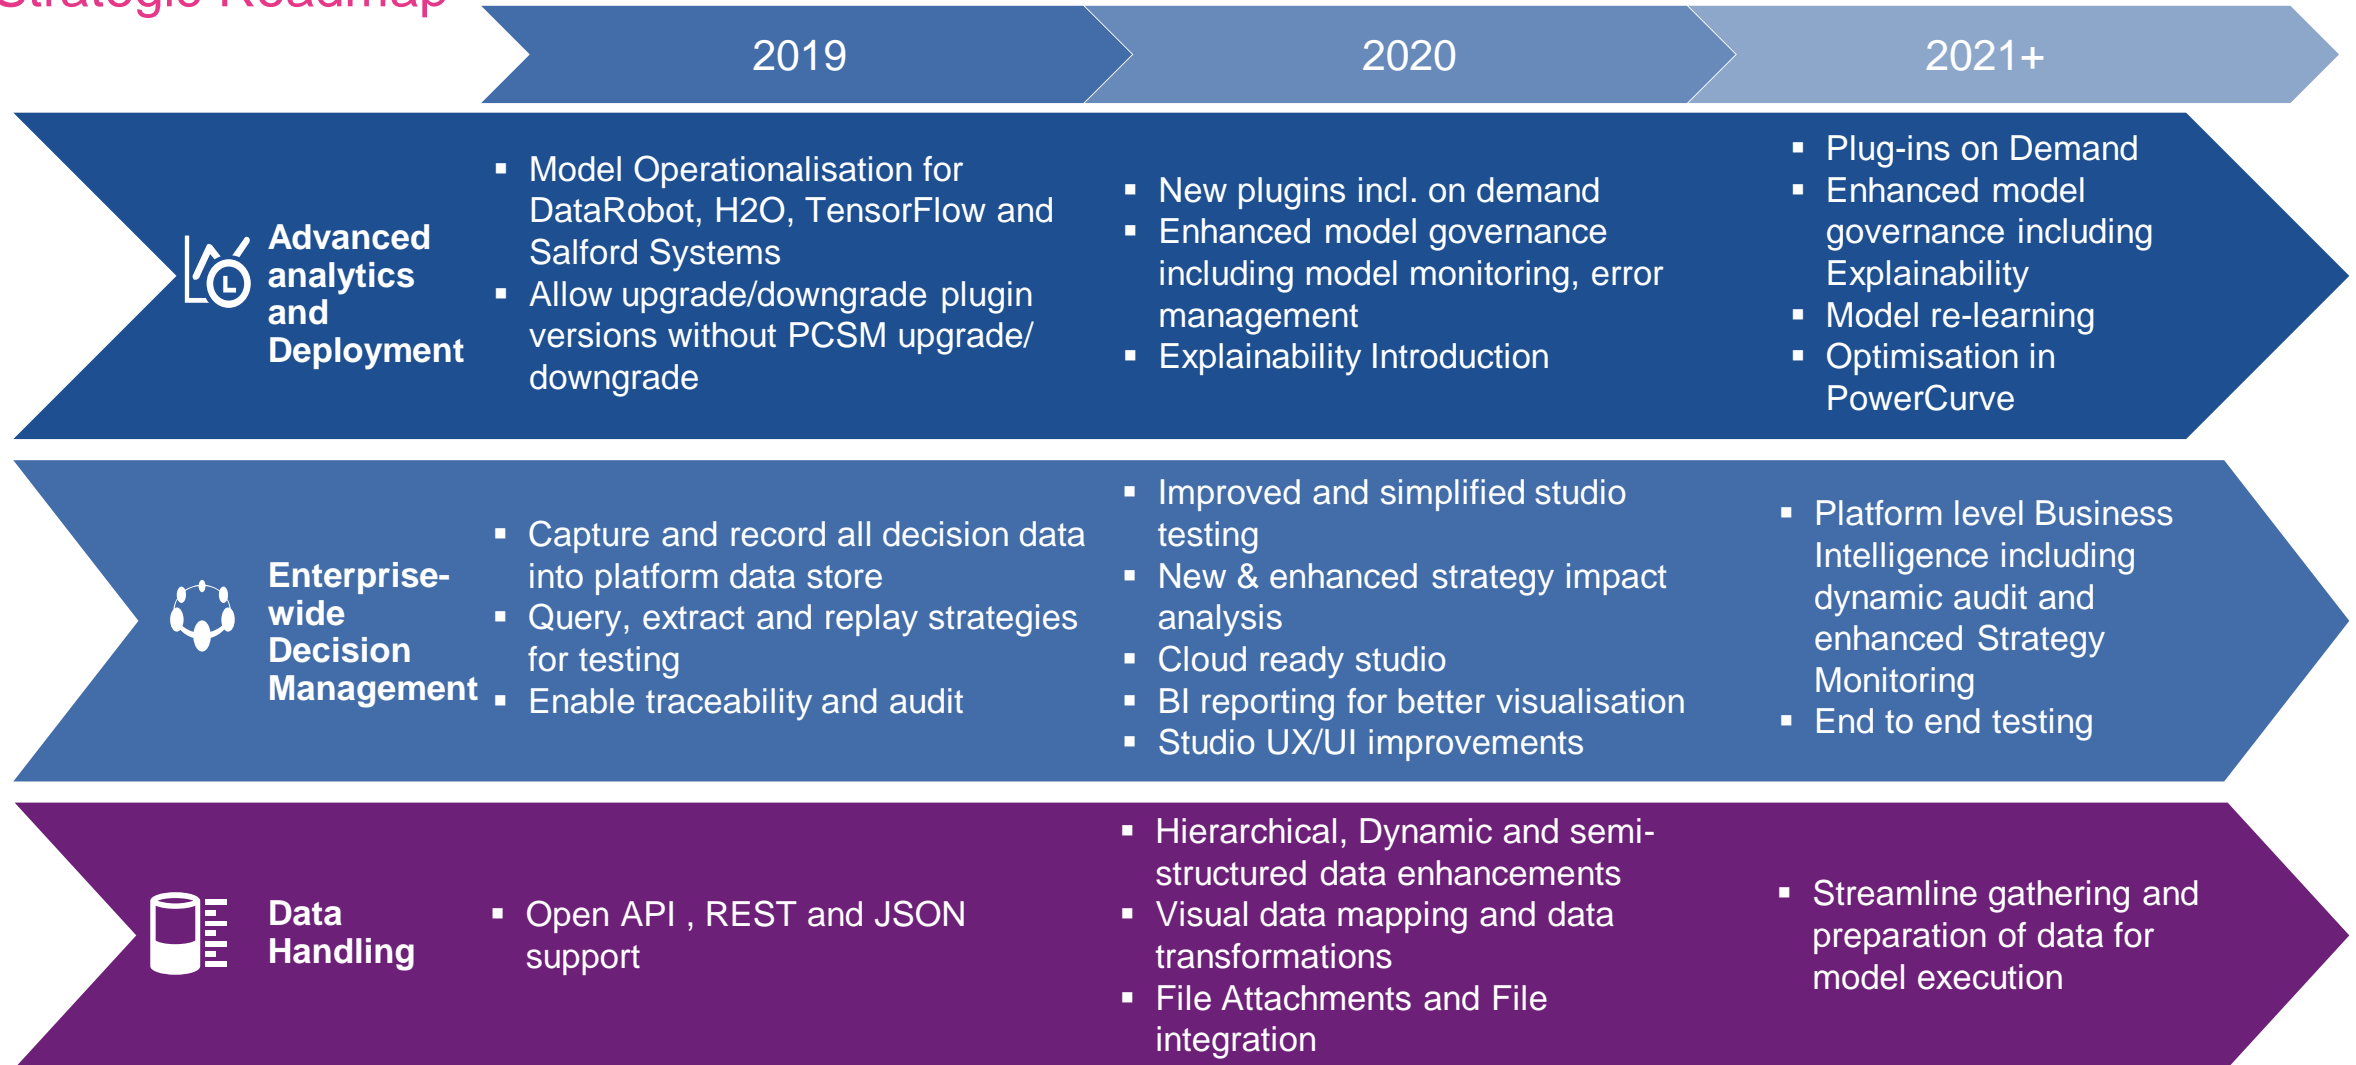 Strategic Roadmap
2019
2020
2021+
Advanced
analytics
and
Deployment
▪ Model Operationalisation for
DataRobot, H2O, TensorFlow and
Salford Systems
▪ Allow upgrade/downgrade plugin
versions without PCSM upgrade/
downgrade
▪ New plugins incl. on demand
▪ Enhanced model governance
including model monitoring, error
management
▪ Explainability Introduction
▪ Plug-ins on Demand
▪ Enhanced model
governance including
Explainability
▪ Model re-learning
▪ Optimisation in
PowerCurve
Enterprise-
wide
Decision
Management
▪ Capture and record all decision data
into platform data store
▪ Query, extract and replay strategies
for testing
▪ Enable traceability and audit
▪ Improved and simplified studio
testing
▪ New & enhanced strategy impact
analysis
▪ Cloud ready studio
▪ BI reporting for better visualisation
▪ Studio UX/UI improvements
▪ Platform level Business
Intelligence including
dynamic audit and
enhanced Strategy
Monitoring
▪ End to end testing
Data
Handling
▪ Open API , REST and JSON
support
▪ Hierarchical, Dynamic and semi-
structured data enhancements
▪ Visual data mapping and data
transformations
▪ File Attachments and File
integration
▪ Streamline gathering and
preparation of data for
model execution